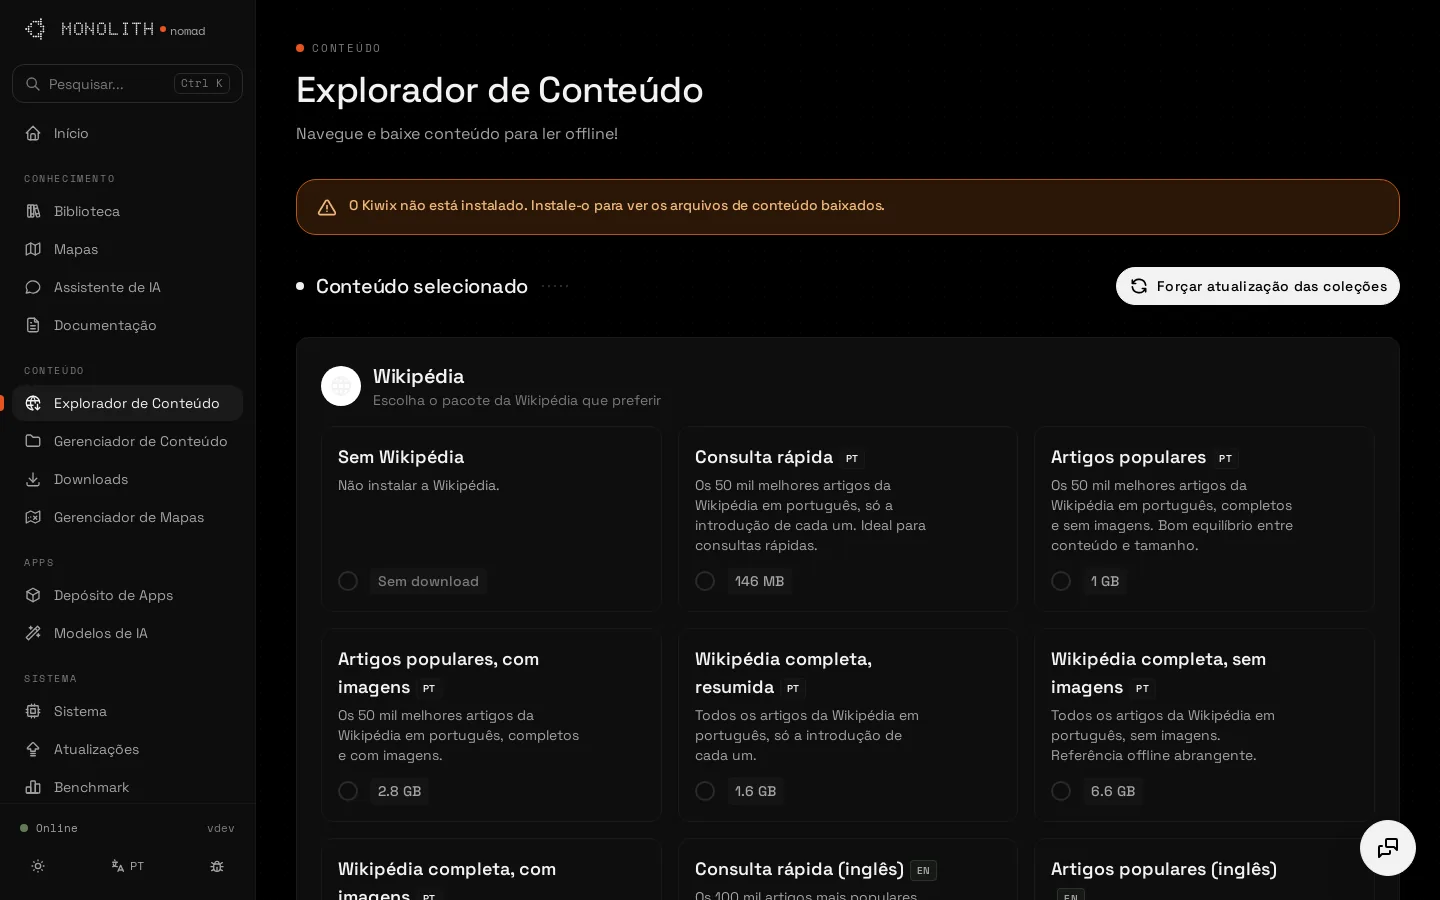 MONOLITH nomad
Pesquisar... Ctrl K
Início
CONHECIMENTO
Biblioteca
Mapas
Assistente de IA
Documentação
CONTEÚDO
Explorador de Conteúdo
Gerenciador de Conteúdo
Downloads
Gerenciador de Mapas
APPS
Depósito de Apps
Modelos de IA
SISTEMA
Sistema
Atualizações
Benchmark
Online vdev
PT
CONTEÚDO
Explorador de Conteúdo
Navegue e baixe conteúdo para ler offline!
O Kiwix não está instalado. Instale-o para ver os arquivos de conteúdo baixados.
Conteúdo selecionado
Forçar atualização das coleções
Wikipédia
Escolha o pacote da Wikipédia que preferir
Sem Wikipédia
Não instalar a Wikipédia.
Sem download
Consulta rápida PT
Os 50 mil melhores artigos da
Wikipédia em português, só a
introdução de cada um. Ideal para
consultas rápidas.
146 MB
Artigos populares PT
Os 50 mil melhores artigos da
Wikipédia em português, completos
e sem imagens. Bom equilíbrio entre
conteúdo e tamanho.
1 GB
Artigos populares, com
imagens PT
Os 50 mil melhores artigos da
Wikipédia em português, completos
e com imagens.
2.8 GB
Wikipédia completa,
resumida PT
Todos os artigos da Wikipédia em
português, só a introdução de
cada um.
1.6 GB
Wikipédia completa, sem
imagens PT
Todos os artigos da Wikipédia em
português, sem imagens.
Referência offline abrangente.
6.6 GB
Wikipédia completa, com
imagens PT
Consulta rápida (inglês) EN
Os 100 mil artigos mais populares
Artigos populares (inglês)
EN